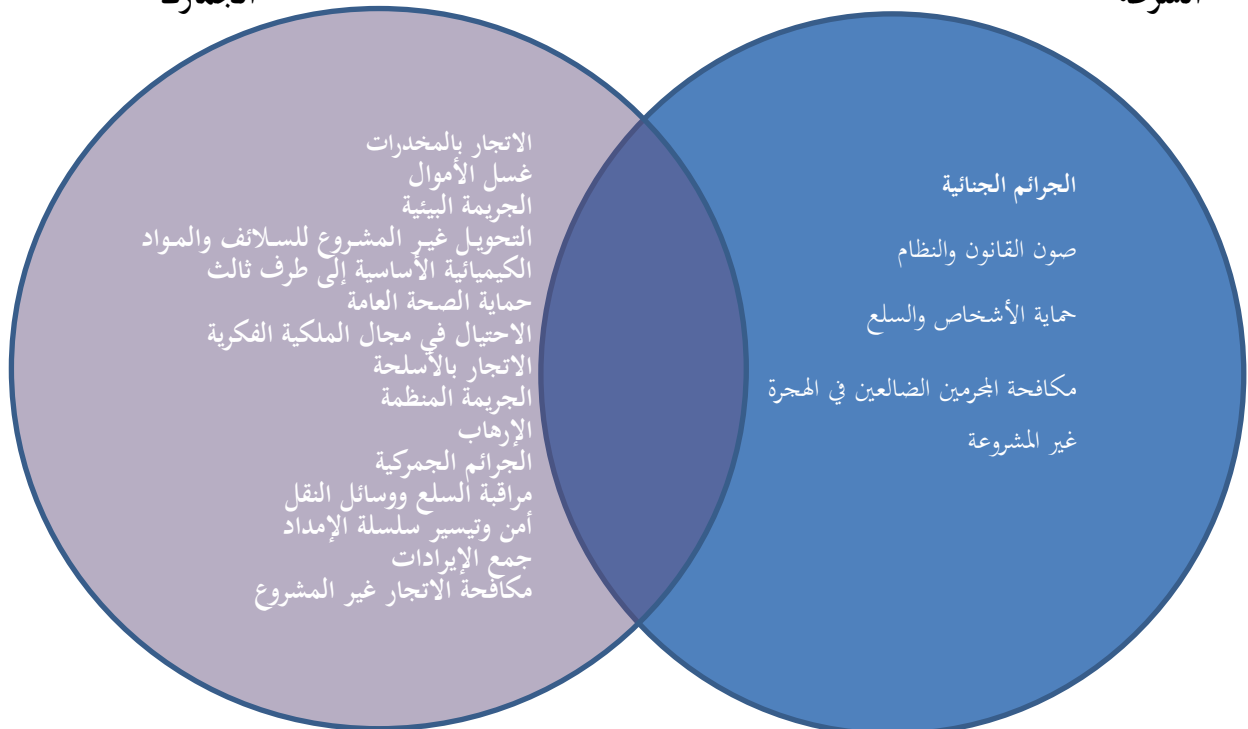 الشرطة
الجمارك
الجرائم الجنائية
صون القانون والنظام
حماية الأشخاص والسلع
مكافحة المجرمين الضالعين في الهجرة
غير المشروعة
الاتجار بالمخدرات
غسل الأموال
الجريمة البيئية
التحويل غير المشروع للسلائف والمواد
الكيميائية الأساسية إلى طرف ثالث
حماية الصحة العامة
الاحتيال في مجال الملكية الفكرية
الاتجار بالأسلحة
الجريمة المنظمة
الإرهاب
الجرائم الجمركية
مراقبة السلع ووسائل النقل
أمن وتيسير سلسلة الإمداد
جمع الإيرادات
مكافحة الاتجار غير المشروع